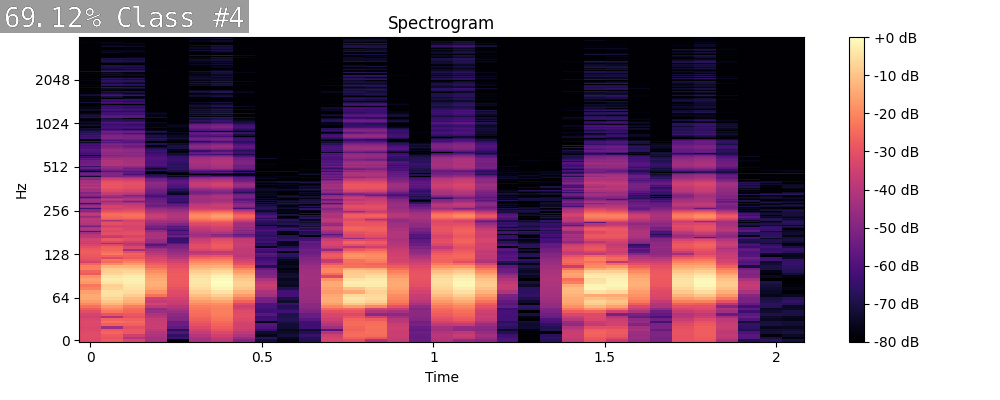 69.12% Class #4
Spectrogram
Hz
2048
1024
512
256
128
64
0
0
0.5
1
1.5
2
Time
+0 dB
-10 dB
-20 dB
-30 dB
-40 dB
-50 dB
-60 dB
-70 dB
-80 dB